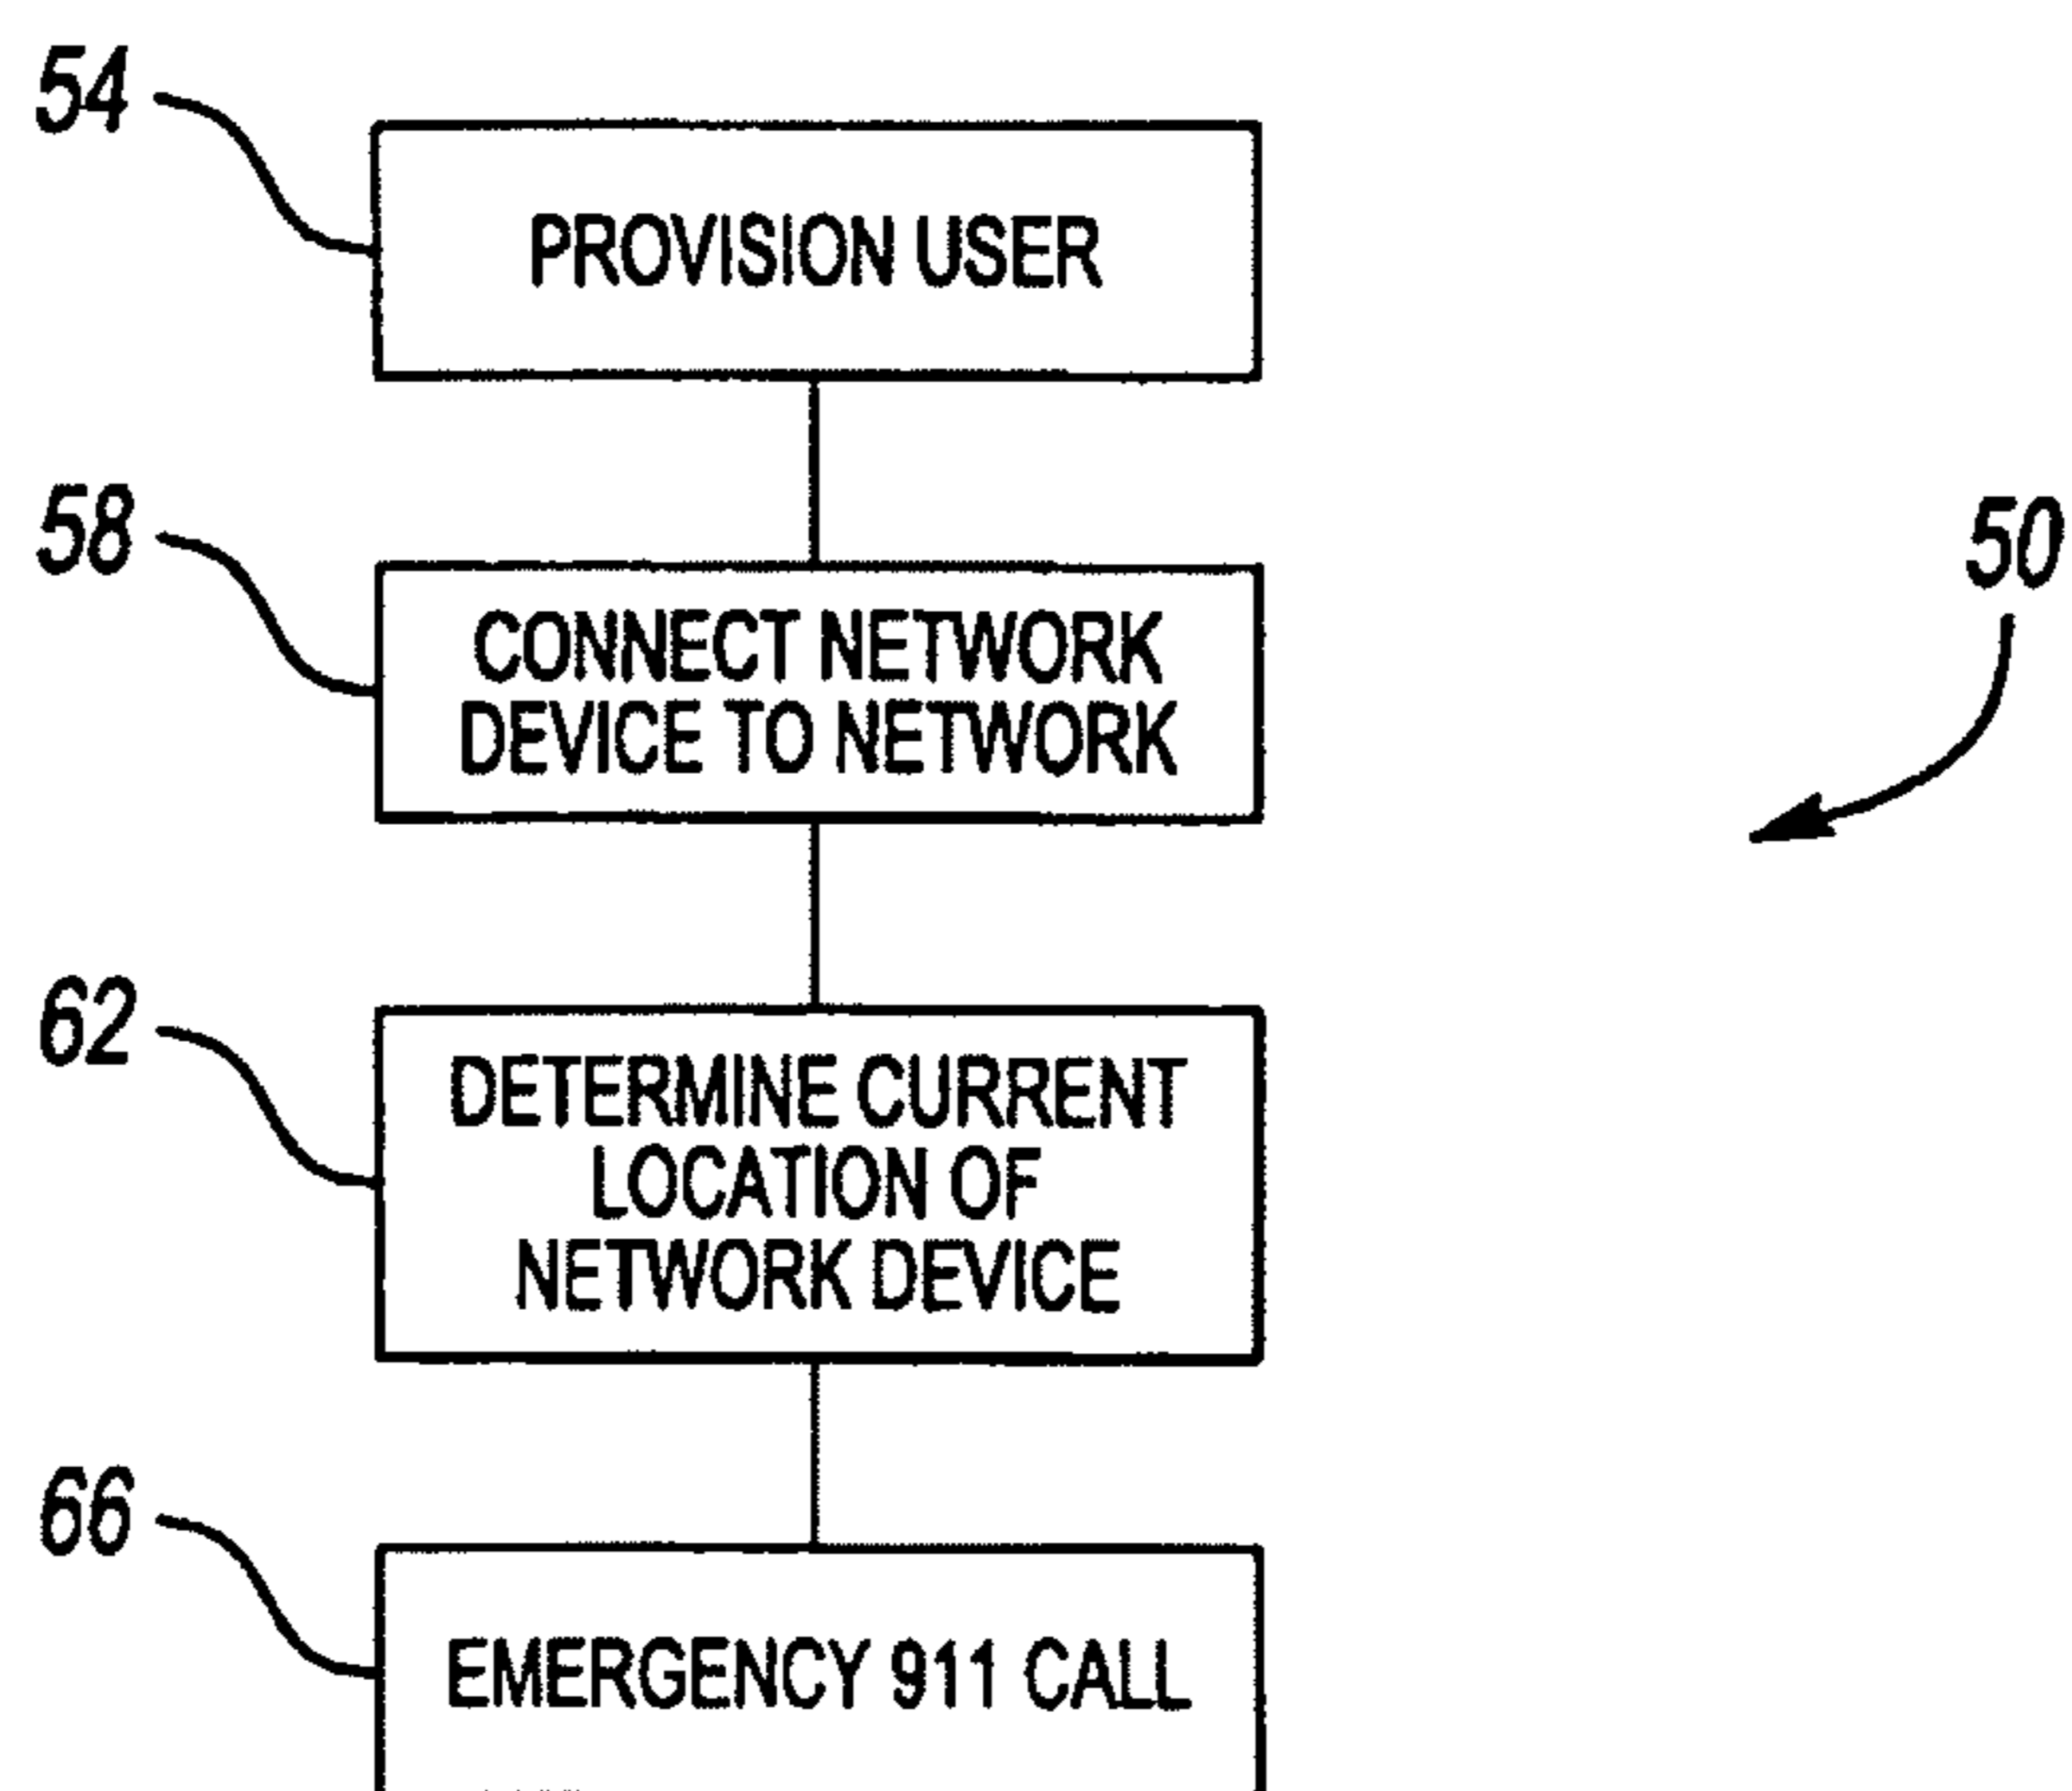 54
PROVISION USER
58
CONNECT NETWORK
DEVICE TO NETWORK
50
62
DETERMINE CURRENT
LOCATION OF
NETWORK DEVICE
66
EMERGENCY 911 CALL